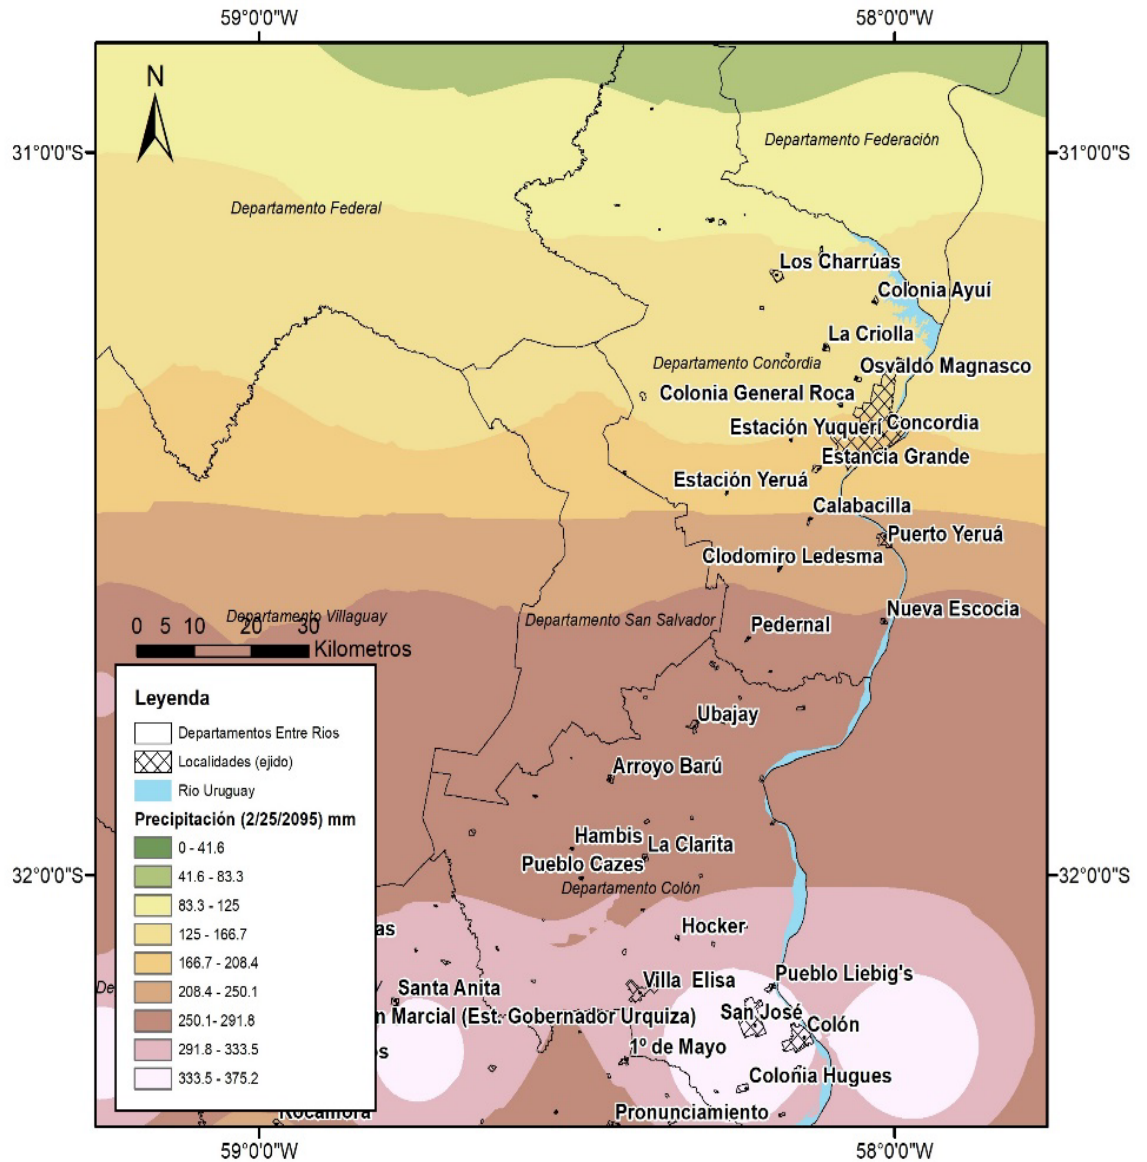 59°0'0"W
58°0'0"W
N
31°0'0"S
31°0'0"S
Departamento Federación
Departamento Federal
Los Charrúas
Colonia Ayuí
La Criolla
Departamento Concordia
Osvaldo Magnasco
Colonia General Roca
Estación Yuquerí
Concordia
Estancia Grande
Estación Yeruá
Calabacilla
Puerto Yeruá
Clodomiro Ledesma
Departamento Villaguay
Departamento San Salvador
Nueva Escocia
Pedernal
0 5 10 20 30
Kilometros
Leyenda
Departamentos Entre Rios
Localidades (ejido)
Rio Uruguay
Precipitación (2/25/2095) mm
0 - 41.6
41.6 - 83.3
83.3 - 125
125 - 166.7
166.7 - 208.4
208.4 - 250.1
250.1- 291.8
291.8 - 333.5
333.5 - 375.2
Ubajay
Arroyo Barú
Hambis
La Clarita
Pueblo Cazes
32°0'0"S
32°0'0"S
Departamento Colón
as
Hocker
Santa Anita
Villa Elisa
Pueblo Liebig's
n Marcial (Est. Gobernador Urquiza)
San José
Colón
os
1º de Mayo
Colonia Hugues
Pronunciamiento
59°0'0"W
58°0'0"W